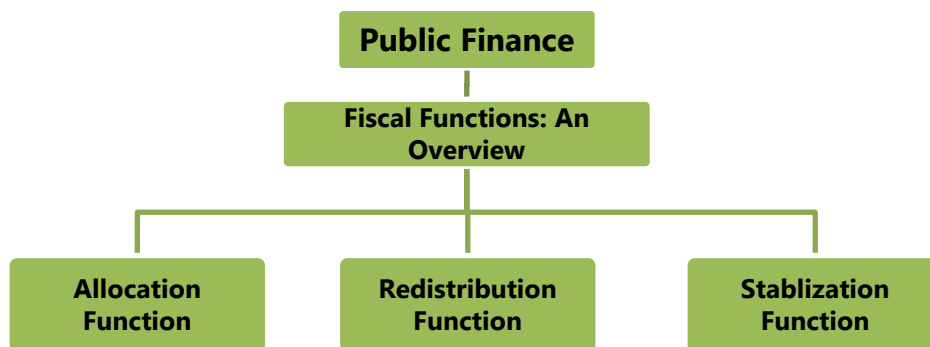 Public Finance
Fiscal Functions: An
Overview
Allocation
Function
Redistribution
Function
Stablization
Function